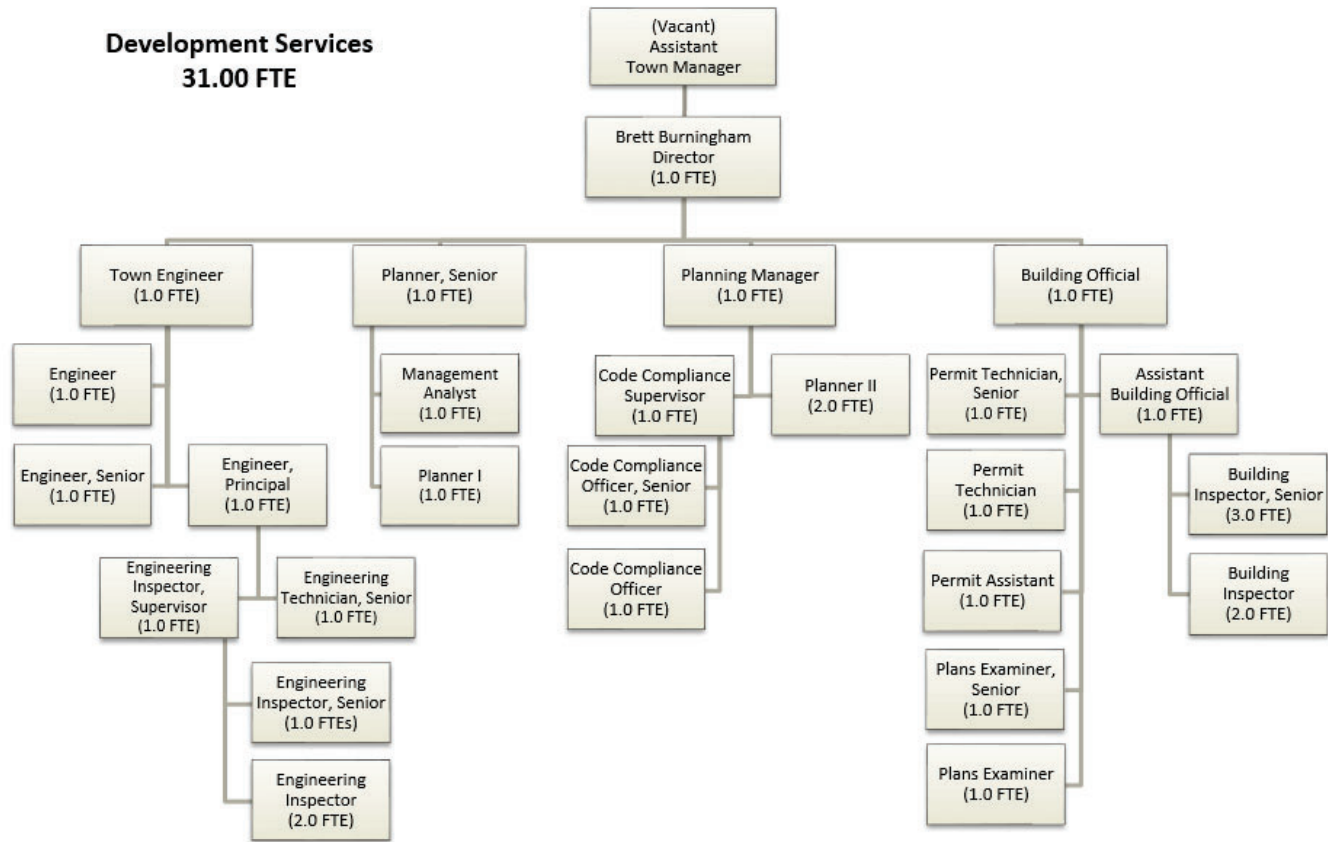 Development Services
31.00 FTE
(Vacant)
Assistant
Town Manager
Brett Burningham
Director
(1.0 FTE)
Town Engineer
(1.0 FTE)
Planner, Senior
(1.0 FTE)
Planning Manager
(1.0 FTE)
Building Official
(1.0 FTE)
Engineer
(1.0 FTE)
Engineer, Senior
(1.0 FTE)
Engineer,
Principal
(1.0 FTE)
Engineering
Inspector,
Supervisor
(1.0 FTE)
Engineering
Technician, Senior
(1.0 FTE)
Engineering
Inspector, Senior
(1.0 FTEs)
Engineering
Inspector
(2.0 FTE)
Management
Analyst
(1.0 FTE)
Planner I
(1.0 FTE)
Code Compliance
Supervisor
(1.0 FTE)
Planner II
(2.0 FTE)
Code Compliance
Officer, Senior
(1.0 FTE)
Code Compliance
Officer
(1.0 FTE)
Permit Technician,
Senior
(1.0 FTE)
Assistant
Building Official
(1.0 FTE)
Permit
Technician
(1.0 FTE)
Building
Inspector, Senior
(3.0 FTE)
Permit Assistant
(1.0 FTE)
Building
Inspector
(2.0 FTE)
Plans Examiner,
Senior
(1.0 FTE)
Plans Examiner
(1.0 FTE)